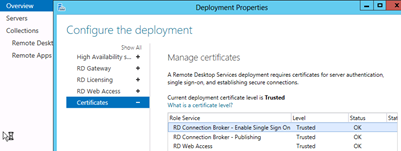 Overview
Servers
Collections
Remote Deskt
Remote Apps
Deployment Properties
Configure the deployment
Show All
High Availability s... +
RD Gateway +
RD Licensing +
RD Web Access +
Certificates –
Manage certificates
A Remote Desktop Services deployment requires certificates for server authentication,
single sign-on, and establishing secure connections.
Current deployment certificate level is Trusted
What is a certificate level?
Role Service Level Status Stat
RD Connection Broker - Enable Single Sign On Trusted OK
RD Connection Broker - Publishing Trusted OK
RD Web Access Trusted OK